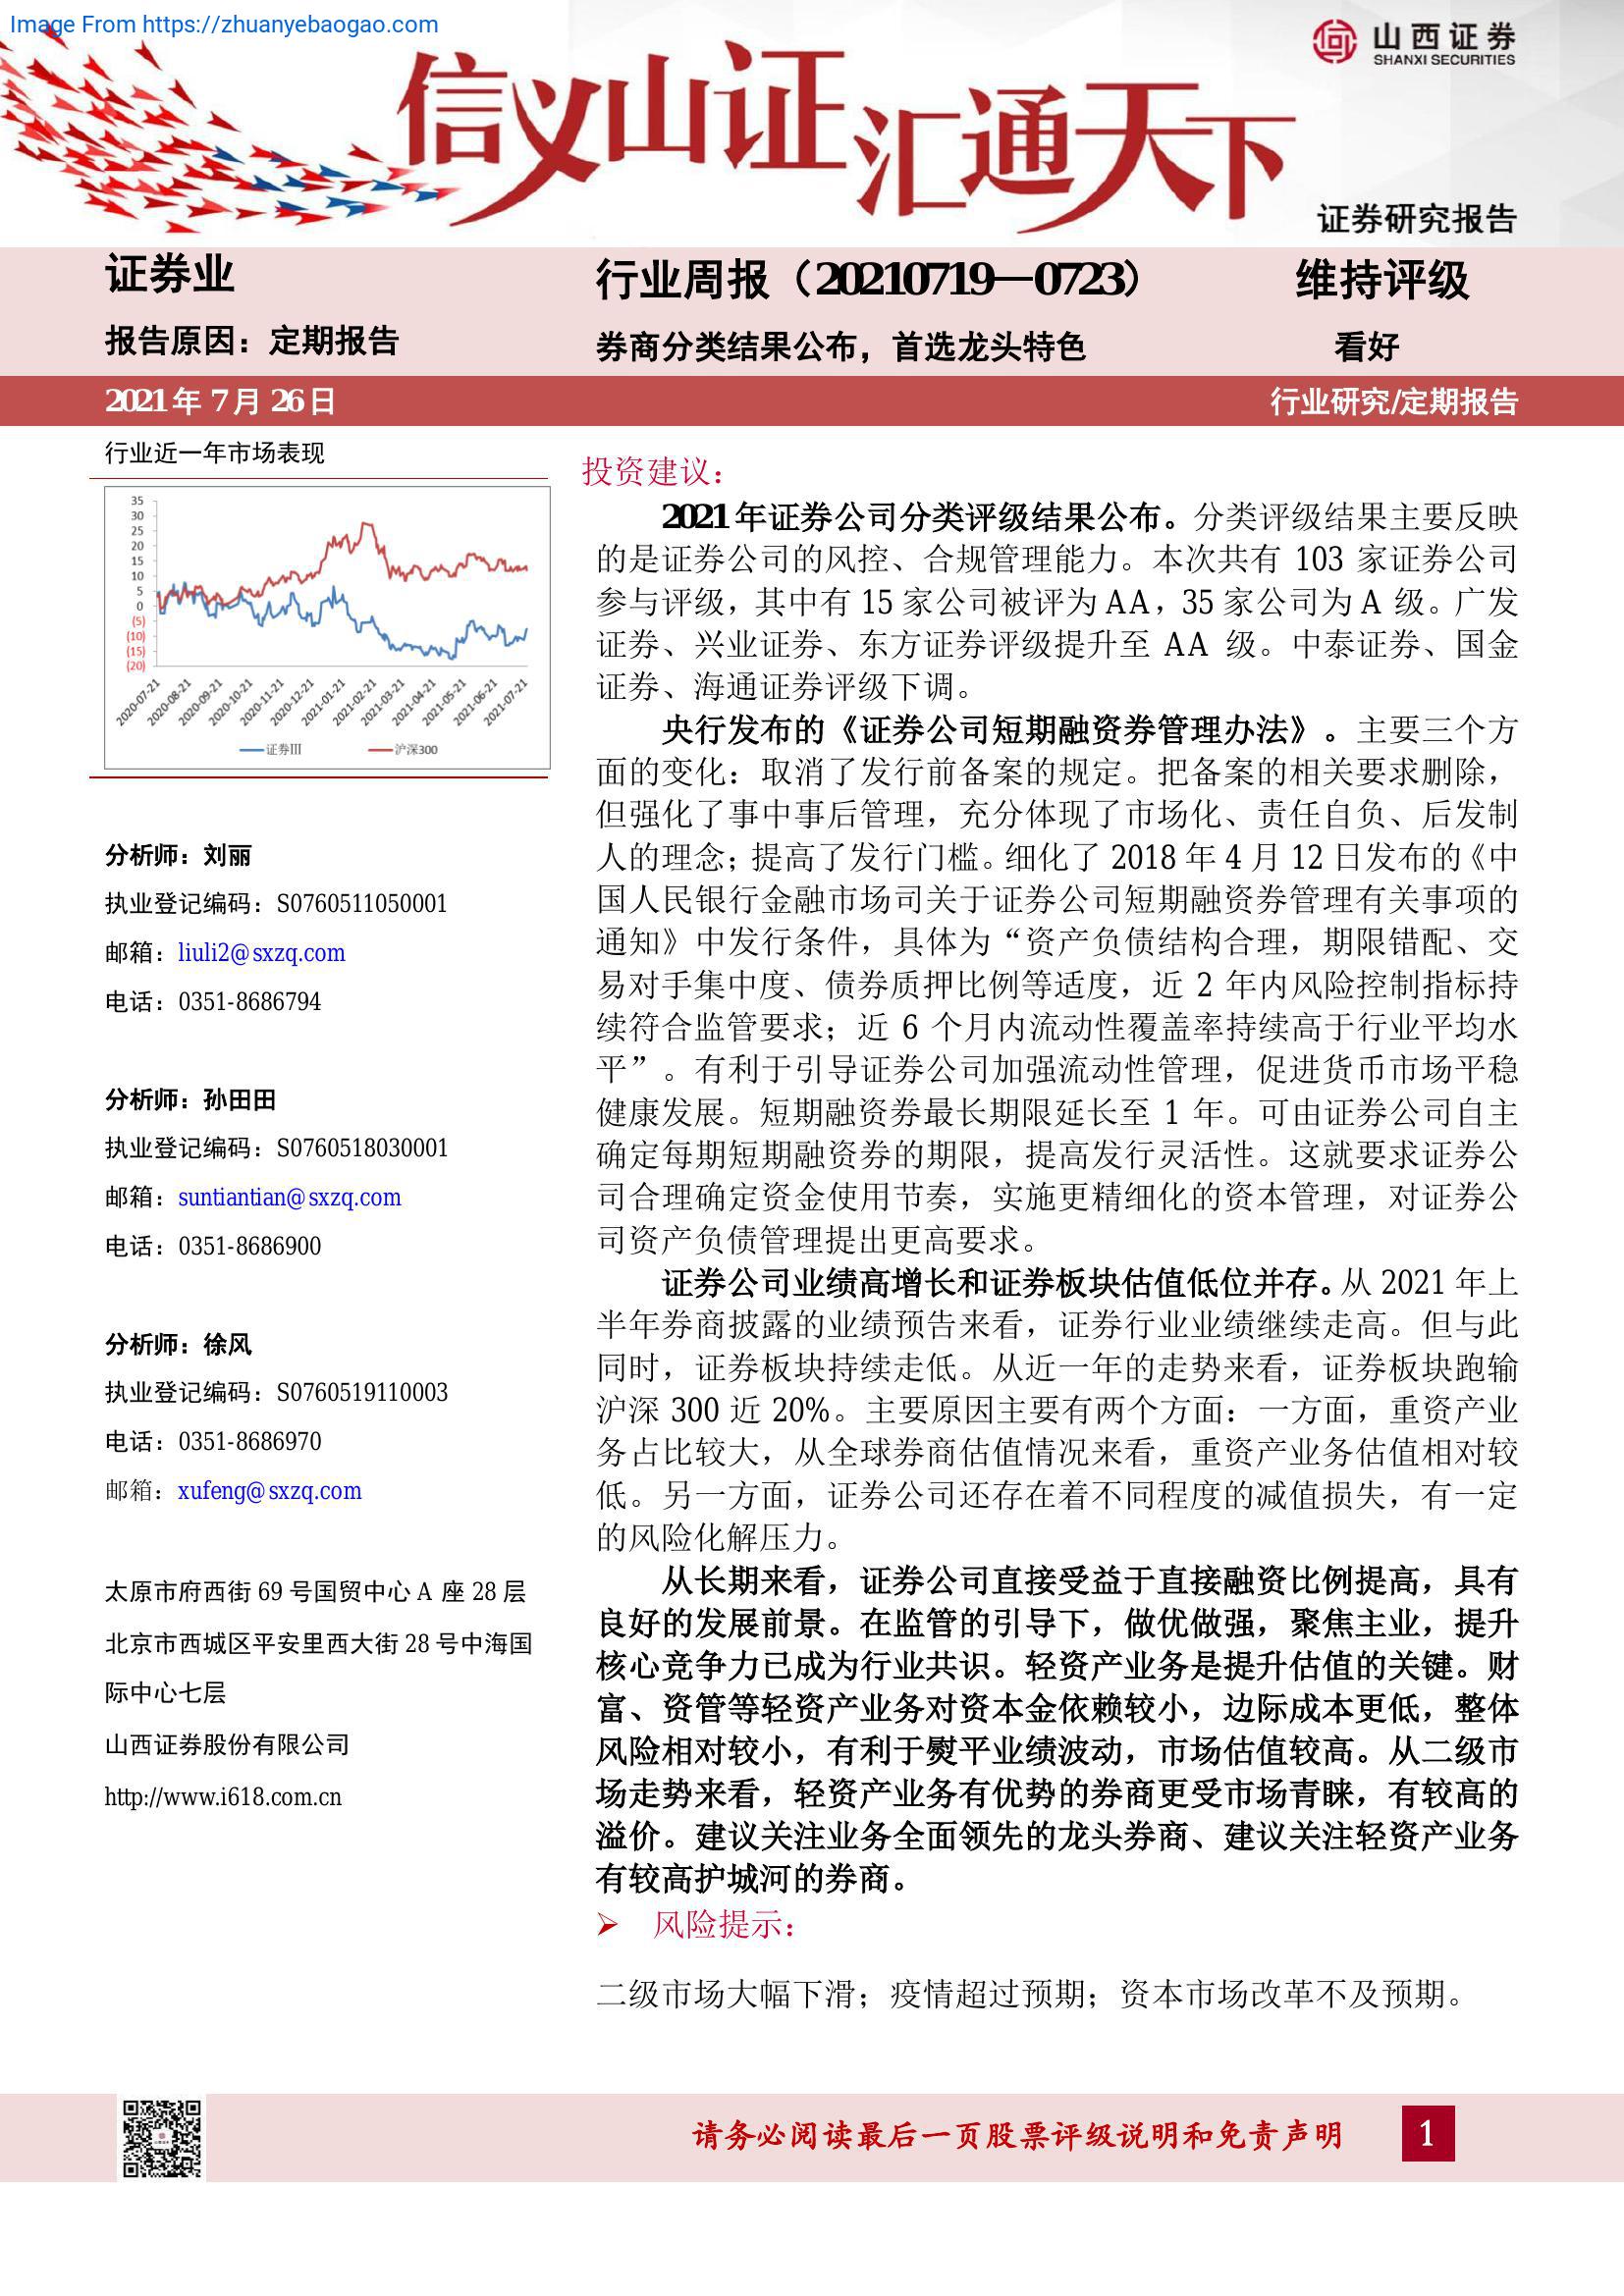 Image From https://zhuanyebaogao.com
山西证券
SHANXI SECURITIES
信义山证汇通天下
证券研究报告
证券业
行业周报（20210719—0723）
维持评级
报告原因：定期报告
券商分类结果公布，首选龙头特色
看好
2021年 7月 26日
行业研究/定期报告
行业近一年市场表现
35
30
25
20
15
10
5
0
(5)
(10)
(15)
(20)
2020-07-21
2020-08-21
2020-09-21
2020-10-21
2020-11-21
2020-12-21
2021-01-21
2021-02-21
2021-03-21
2021-04-21
2021-05-21
2021-06-21
2021-07-21
证券III
沪深300
分析师：刘丽
执业登记编码：S0760511050001
邮箱：liuli2@sxzq.com
电话：0351-8686794
分析师：孙田田
执业登记编码：S0760518030001
邮箱：suntiantian@sxzq.com
电话：0351-8686900
分析师：徐风
执业登记编码：S0760519110003
电话：0351-8686970
邮箱：xufeng@sxzq.com
太原市府西街 69 号国贸中心 A 座 28 层
北京市西城区平安里西大街 28 号中海国
际中心七层
山西证券股份有限公司
http://www.i618.com.cn
投资建议：
2021年证券公司分类评级结果公布。分类评级结果主要反映
的是证券公司的风控、合规管理能力。本次共有 103 家证券公司
参与评级，其中有 15 家公司被评为 AA，35 家公司为 A 级。广发
证券、兴业证券、东方证券评级提升至 AA 级。中泰证券、国金
证券、海通证券评级下调。
央行发布的《证券公司短期融资券管理办法》。主要三个方
面的变化：取消了发行前备案的规定。把备案的相关要求删除，
但强化了事中事后管理，充分体现了市场化、责任自负、后发制
人的理念；提高了发行门槛。细化了 2018 年 4 月 12 日发布的《中
国人民银行金融市场司关于证券公司短期融资券管理有关事项的
通知》中发行条件，具体为“资产负债结构合理，期限错配、交
易对手集中度、债券质押比例等适度，近 2 年内风险控制指标持
续符合监管要求；近 6 个月内流动性覆盖率持续高于行业平均水
平”。有利于引导证券公司加强流动性管理，促进货币市场平稳
健康发展。短期融资券最长期限延长至 1 年。可由证券公司自主
确定每期短期融资券的期限，提高发行灵活性。这就要求证券公
司合理确定资金使用节奏，实施更精细化的资本管理，对证券公
司资产负债管理提出更高要求。
证券公司业绩高增长和证券板块估值低位并存。从 2021 年上
半年券商披露的业绩预告来看，证券行业业绩继续走高。但与此
同时，证券板块持续走低。从近一年的走势来看，证券板块跑输
沪深 300 近 20%。主要原因主要有两个方面：一方面，重资产业
务占比较大，从全球券商估值情况来看，重资产业务估值相对较
低。另一方面，证券公司还存在着不同程度的减值损失，有一定
的风险化解压力。
从长期来看，证券公司直接受益于直接融资比例提高，具有
良好的发展前景。在监管的引导下，做优做强，聚焦主业，提升
核心竞争力已成为行业共识。轻资产业务是提升估值的关键。财
富、资管等轻资产业务对资本金依赖较小，边际成本更低，整体
风险相对较小，有利于熨平业绩波动，市场估值较高。从二级市
场走势来看，轻资产业务有优势的券商更受市场青睐，有较高的
溢价。建议关注业务全面领先的龙头券商、建议关注轻资产业务
有较高护城河的券商。
➢ 风险提示：
二级市场大幅下滑；疫情超过预期；资本市场改革不及预期。
请务必阅读最后一页股票评级说明和免责声明
1